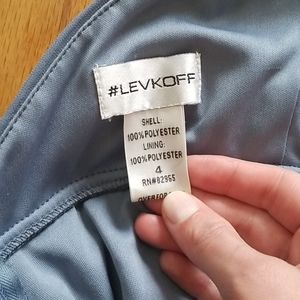 #LEVKOFF
SHELL:
100%POLYESTER
LINING:
100%POLYESTER
4
RN#82955